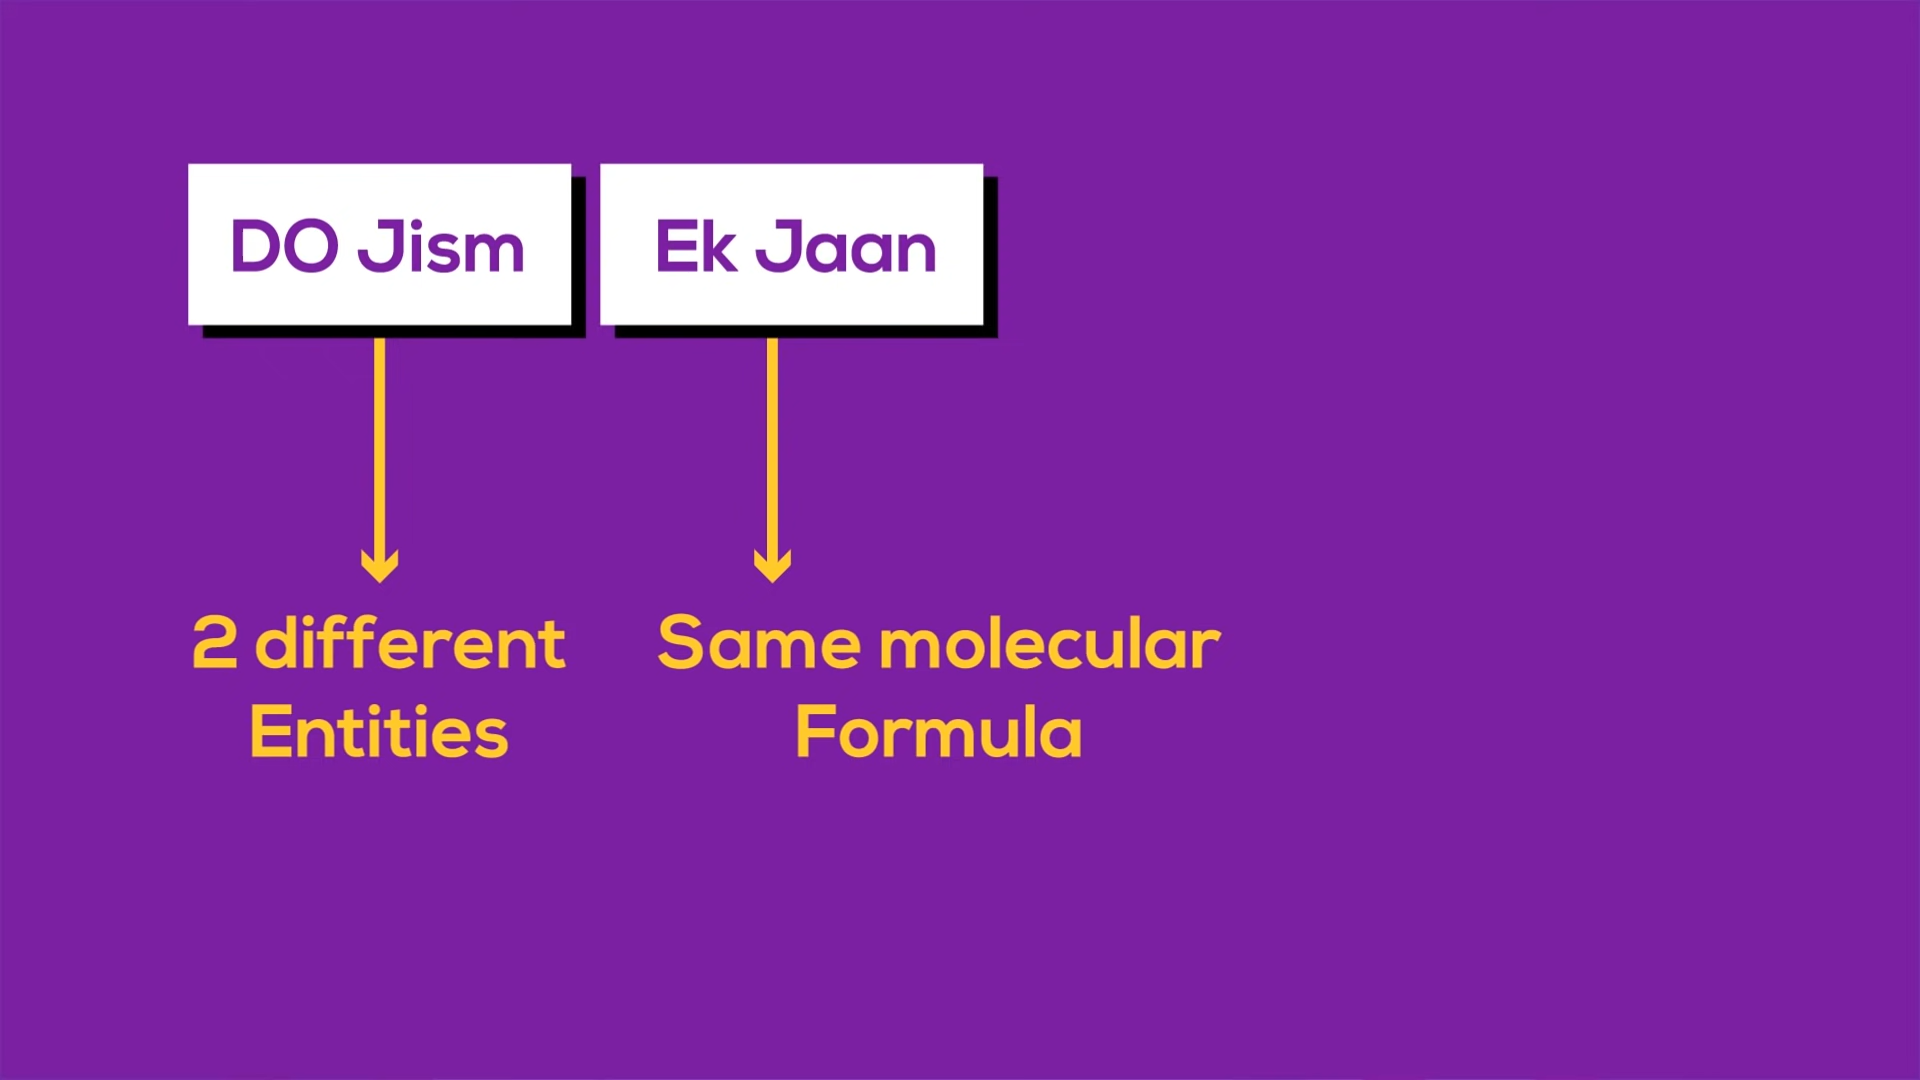 DO Jism
Ek Jaan
2 different
Entities
Same molecular
Formula